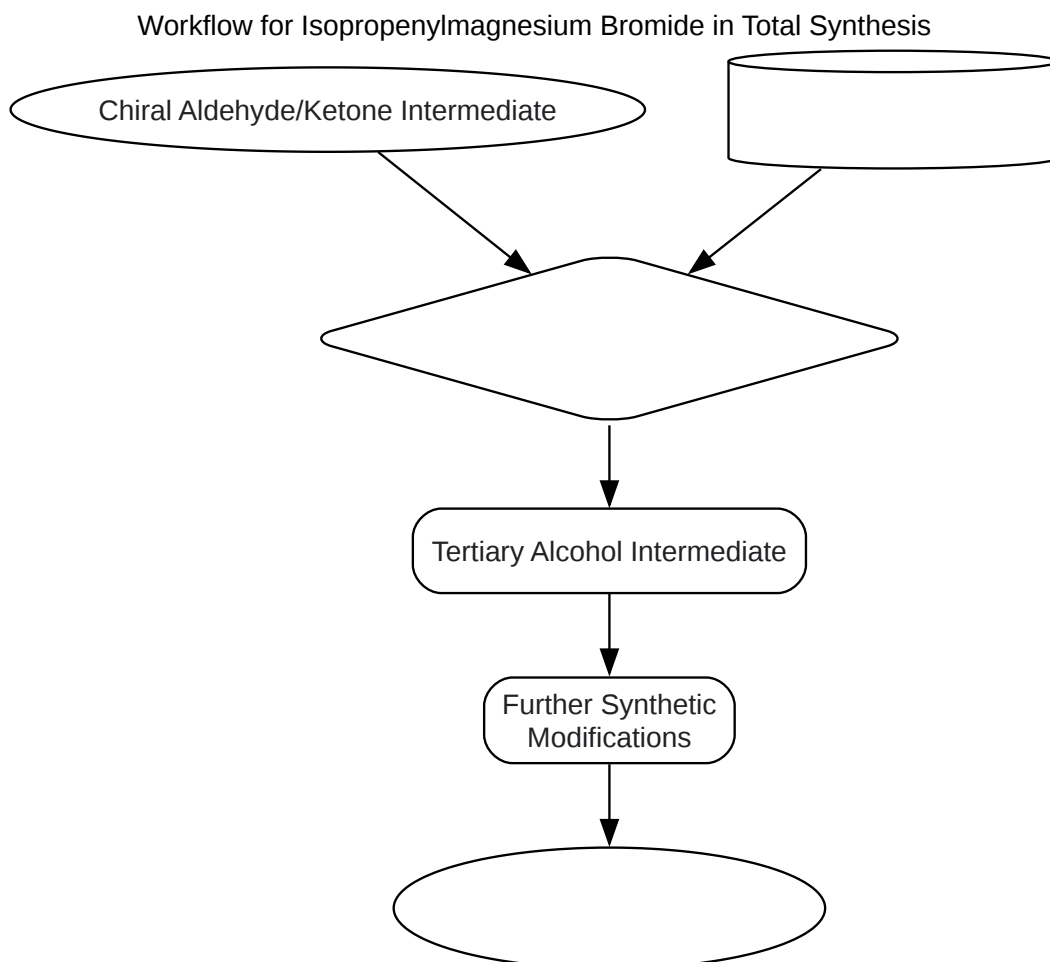 Workflow for Isopropenylmagnesium Bromide in Total Synthesis
Chiral Aldehyde/Ketone Intermediate
Tertiary Alcohol Intermediate
Further Synthetic
Modifications